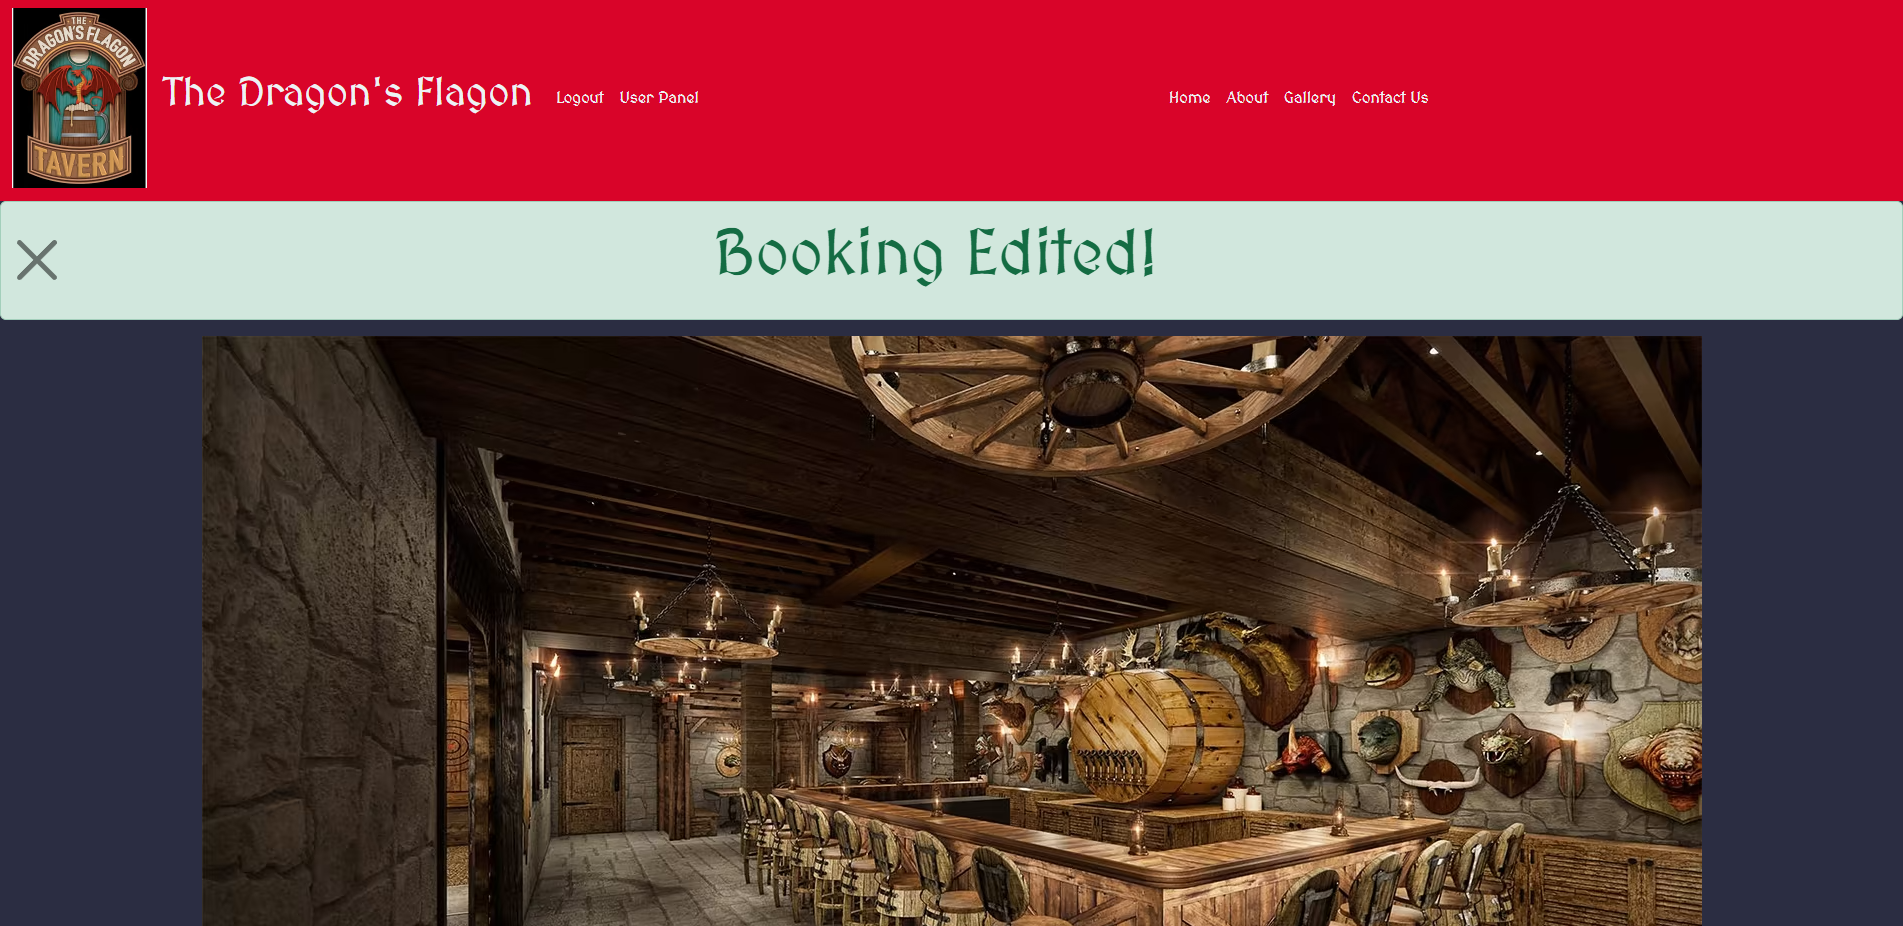 THE
DRAGON'S FLAGON
TAVERN
The Dragon's Flagon
Logout User Panel
Home About Gallery Contact Us
Booking Edited!